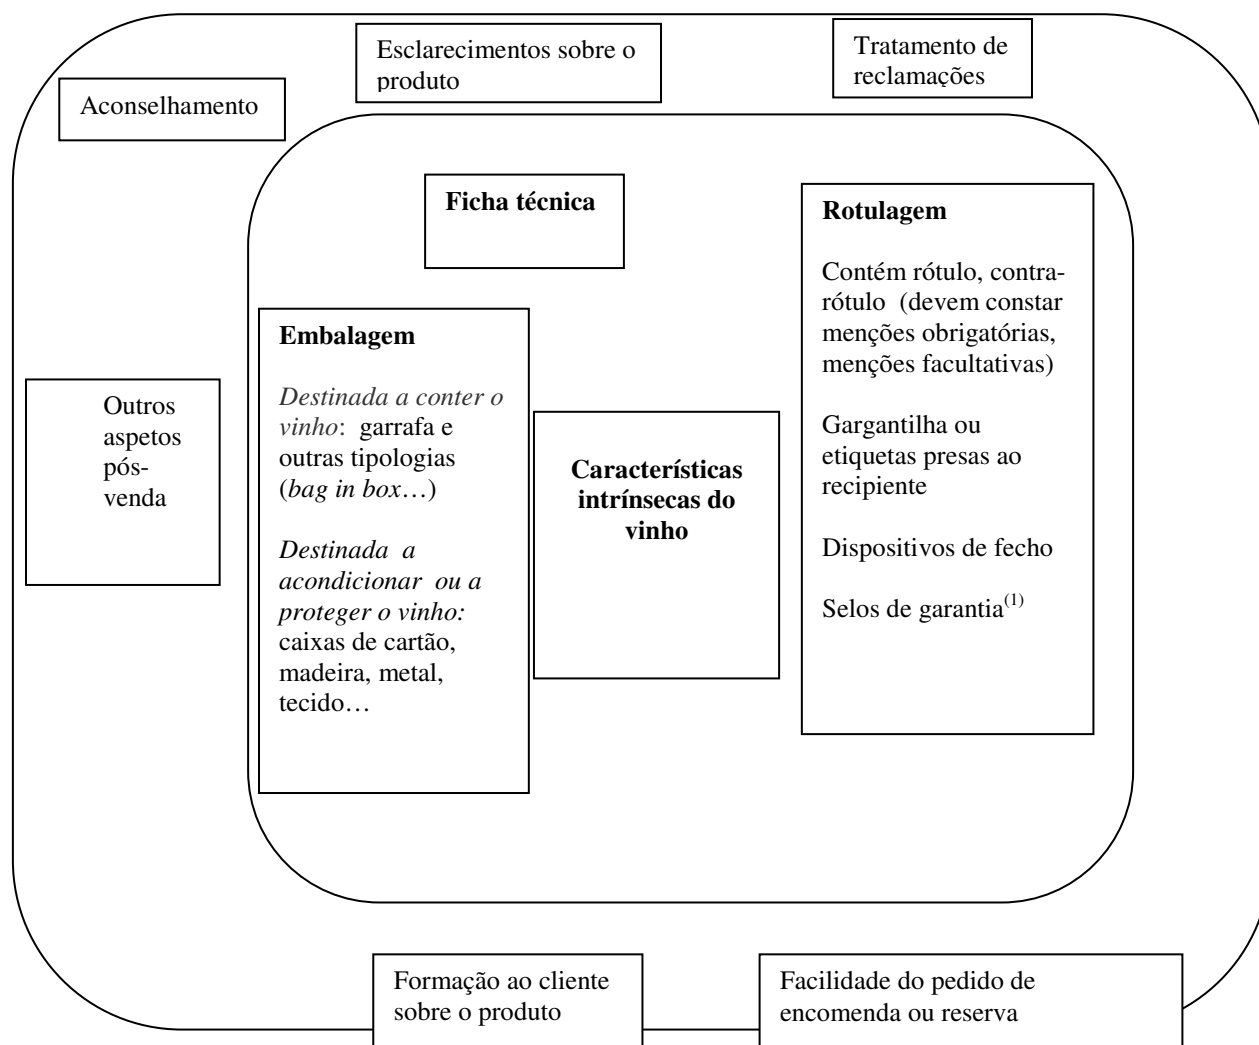 Esclarecimentos sobre o
produto
Tratamento de
reclamações
Aconselhamento
Ficha técnica
Rotulagem
Contém rótulo, contra-
rótulo (devem constar
menções obrigatórias,
menções facultativas)
Gargantilha ou
etiquetas presas ao
recipiente
Dispositivos de fecho
Selos de garantia(1)
Embalagem
Destinada a conter o
vinho: garrafa e
outras tipologias
(bag in box…)
Destinada a
acondicionar ou a
proteger o vinho:
caixas de cartão,
madeira, metal,
tecido…
Outros
aspetos
pós-
venda
Características
intrínsecas do
vinho
Formação ao cliente
sobre o produto
Facilidade do pedido de
encomenda ou reserva